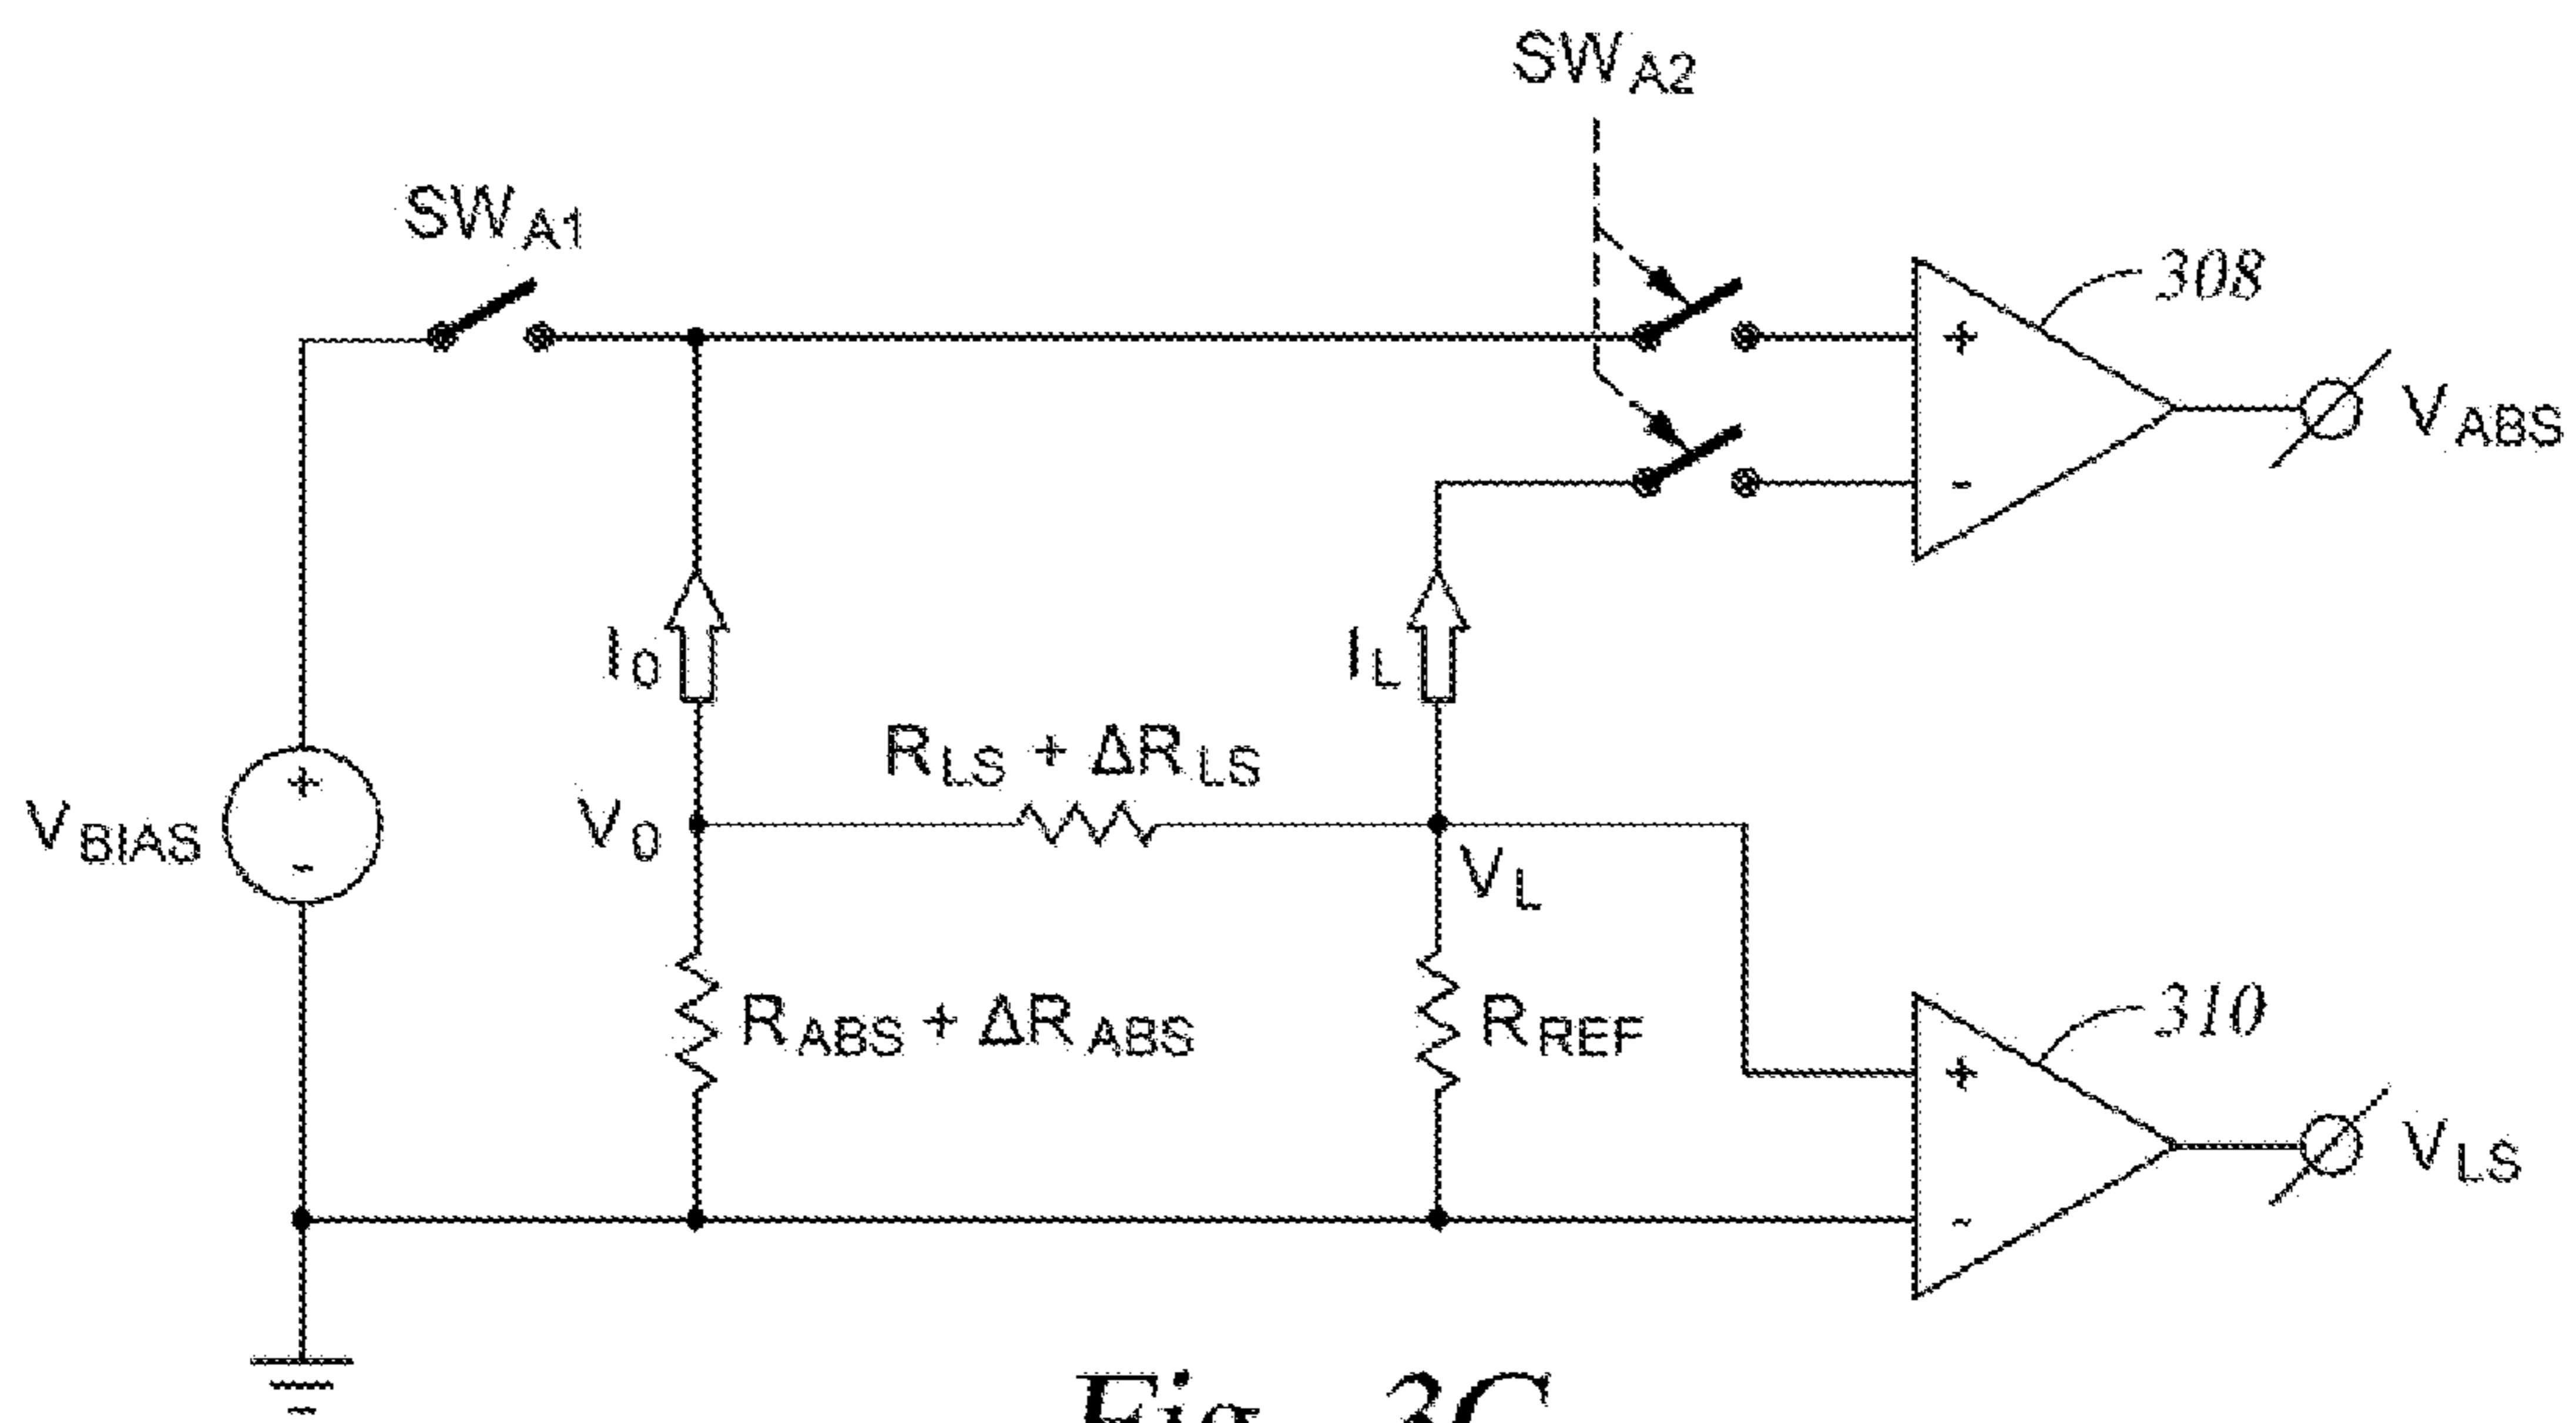 SWA2
SWA1
308
+
-
VABS
I0
IL
RLS + ΔRLS
VBIAS
+
-
V0
VL
RABS + ΔRABS
RREF
310
+
-
VLS
Fig. 3C